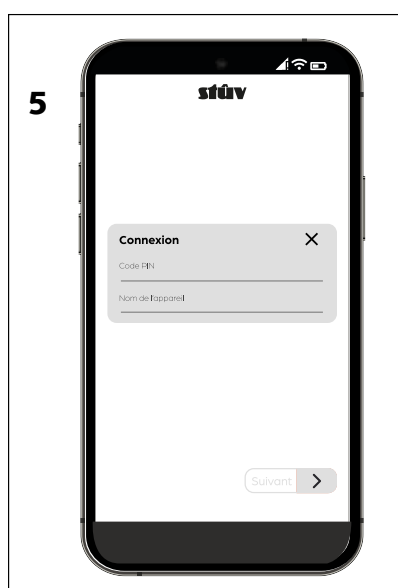 5
stûv
Connexion
Code PIN
Nom de l'appareil
Suivant